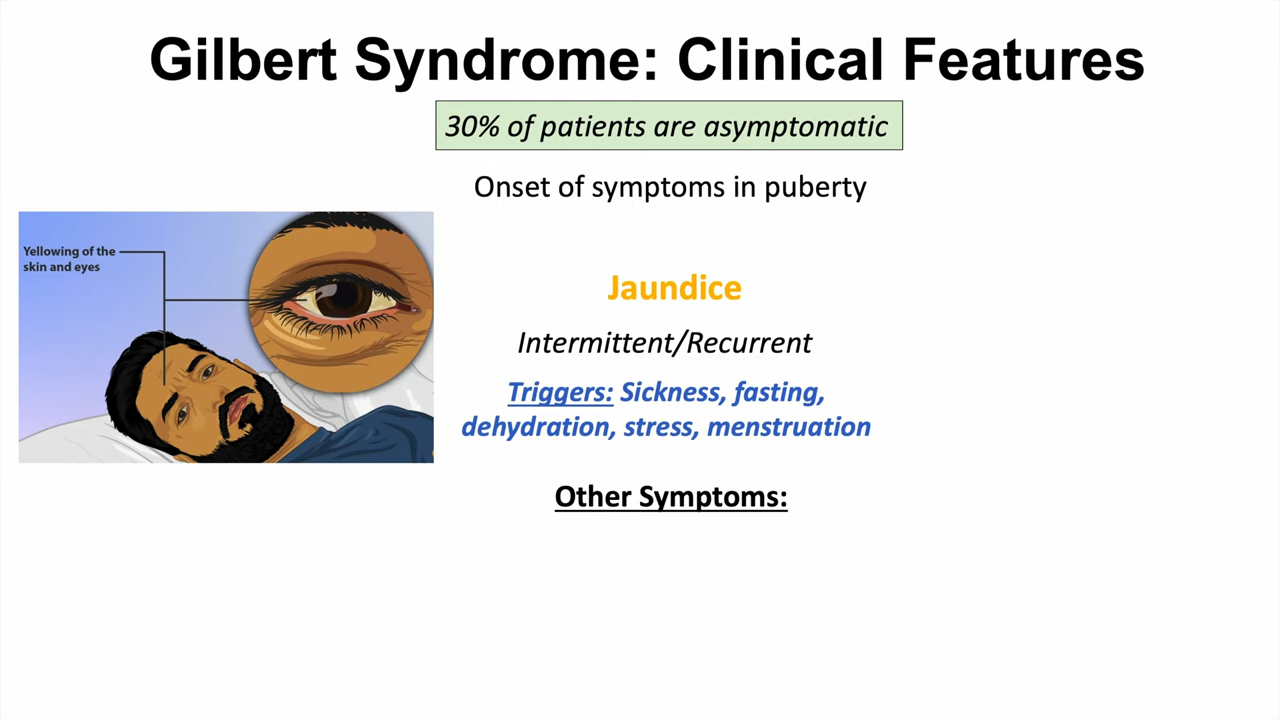 Gilbert Syndrome: Clinical Features
30% of patients are asymptomatic
Onset of symptoms in puberty
Yellowing of the
skin and eyes
Jaundice
Intermittent/Recurrent
Triggers: Sickness, fasting,
dehydration, stress, menstruation
Other Symptoms: